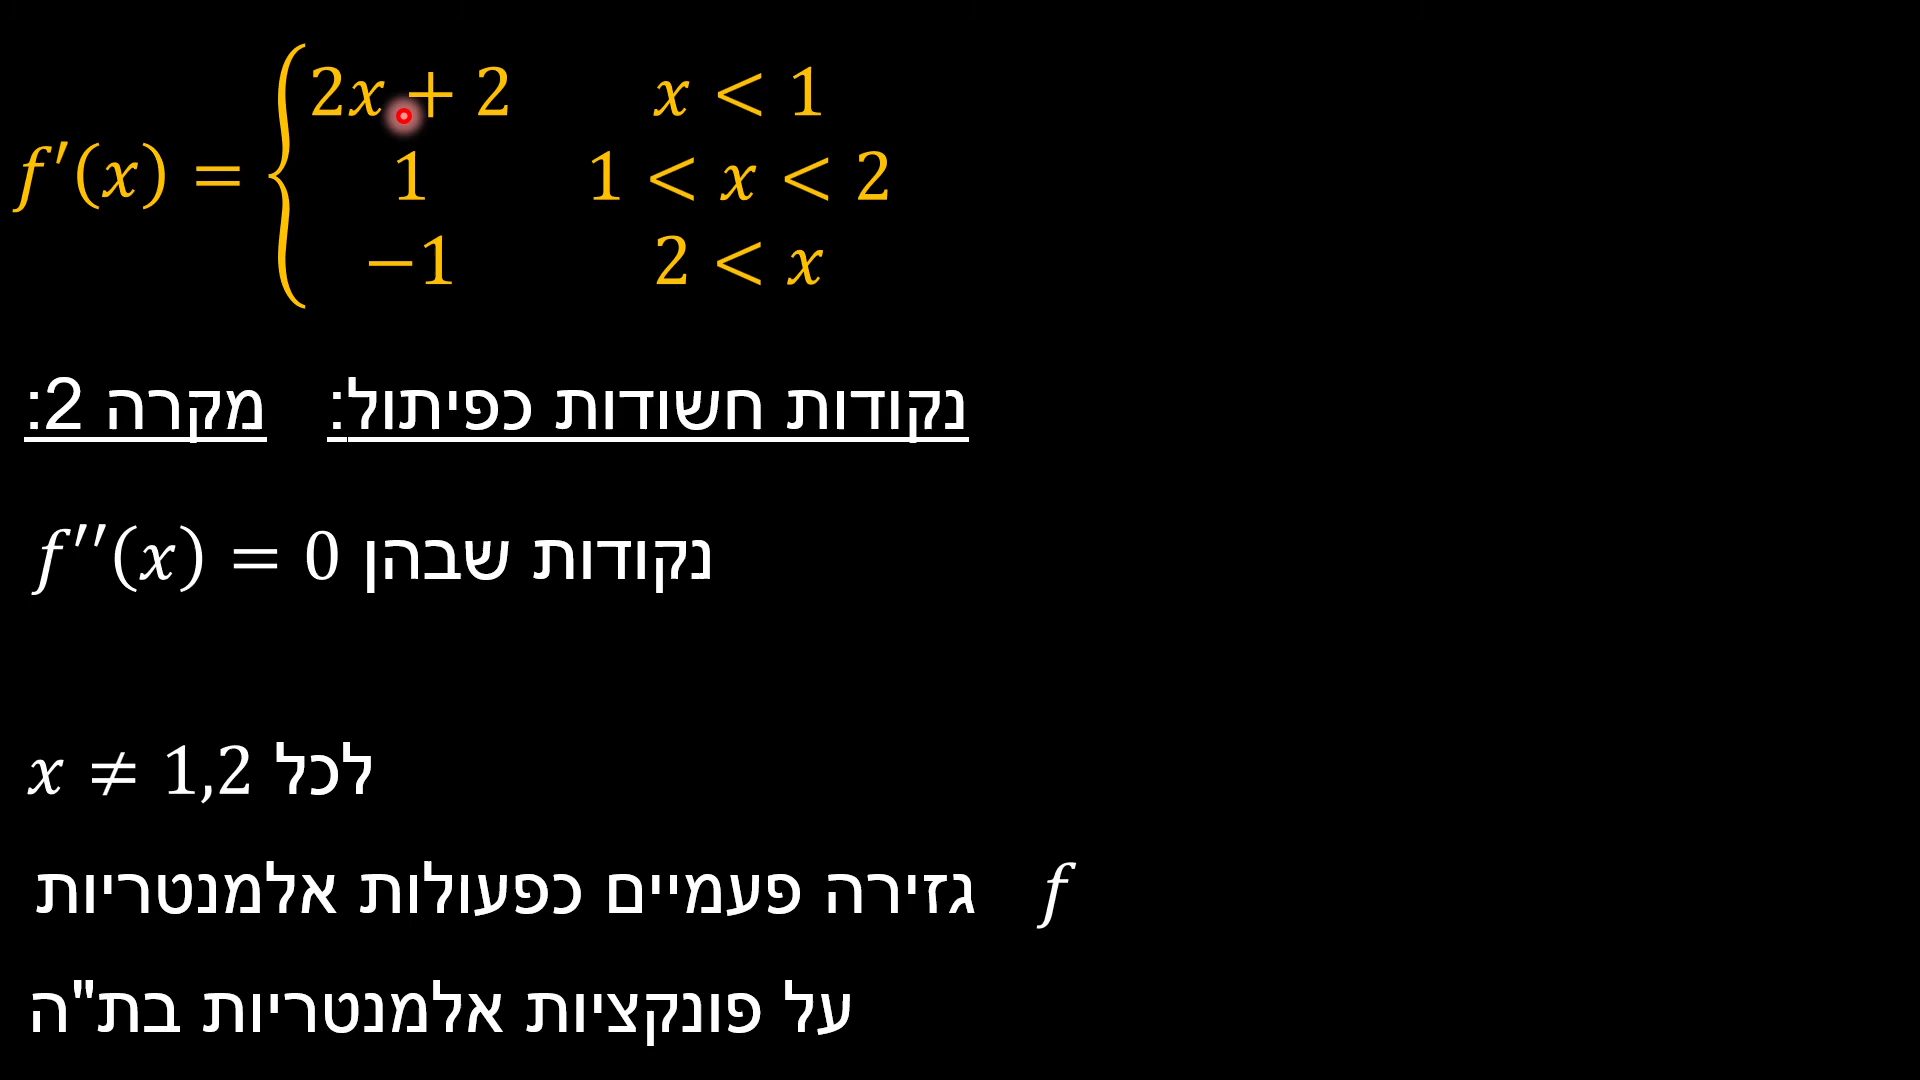 f′(x) = { 2x + 2 x < 1
1 1 < x < 2
−1 2 < x
נקודות חשודות כפיתול: מקרה 2:
נקודות שבהן f′′(x) = 0
לכל x ≠ 1,2
f גזירה פעמיים כפעולות אלמנטריות
על פונקציות אלמנטריות בת"ה